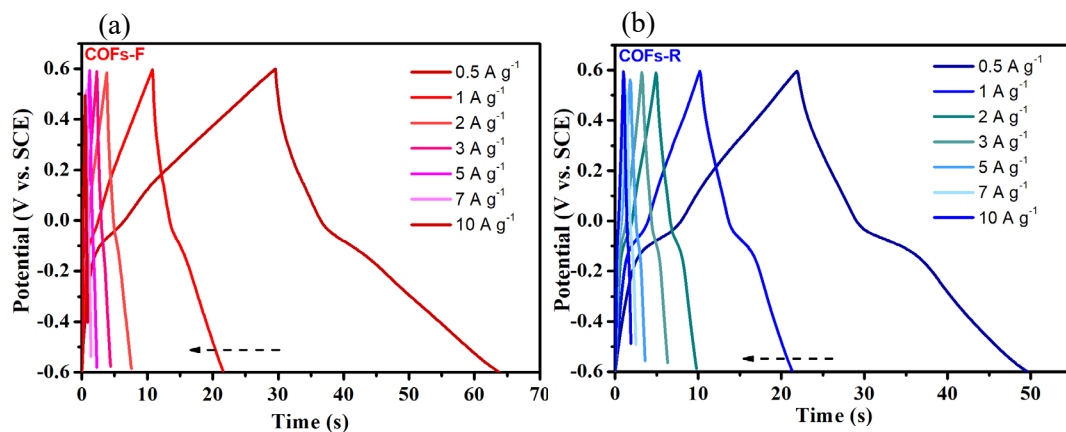 (a)
COFs-F
0.5 A g⁻¹
1 A g⁻¹
2 A g⁻¹
3 A g⁻¹
5 A g⁻¹
7 A g⁻¹
10 A g⁻¹
Potential (V vs. SCE)
0.6
0.4
0.2
0.0
-0.2
-0.4
-0.6
0 10 20 30 40 50 60 70
Time (s)
(b)
COFs-R
0.5 A g⁻¹
1 A g⁻¹
2 A g⁻¹
3 A g⁻¹
5 A g⁻¹
7 A g⁻¹
10 A g⁻¹
Potential (V vs. SCE)
0.6
0.4
0.2
0.0
-0.2
-0.4
-0.6
0 10 20 30 40 50
Time (s)